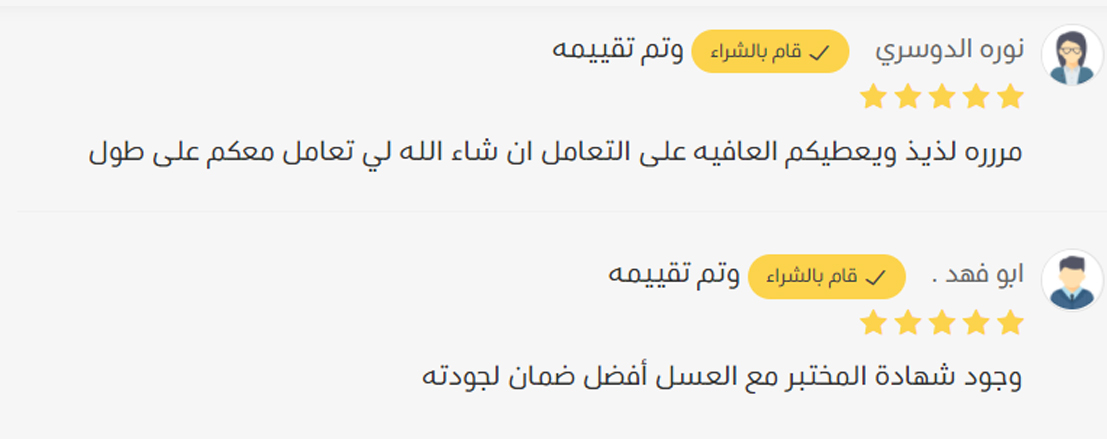 نوره الدوسري قام بالشراء وتم تقييمه
مررره لذيذ ويعطيكم العافيه على التعامل ان شاء الله لي تعامل معكم على طول
ابو فهد . قام بالشراء وتم تقييمه
وجود شهادة المختبر مع العسل أفضل ضمان لجودته